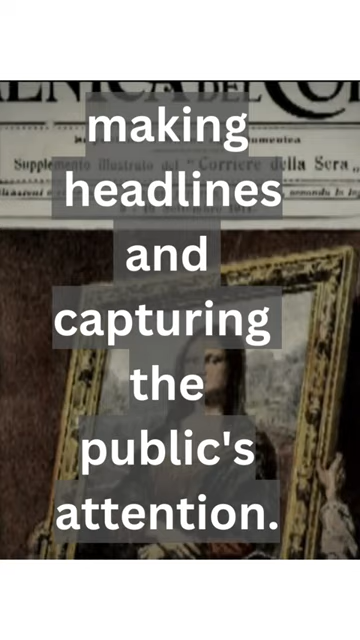 making
headlines
and
capturing
the
public's
attention.
Supplemento illustrato del "Corriere della Sera„